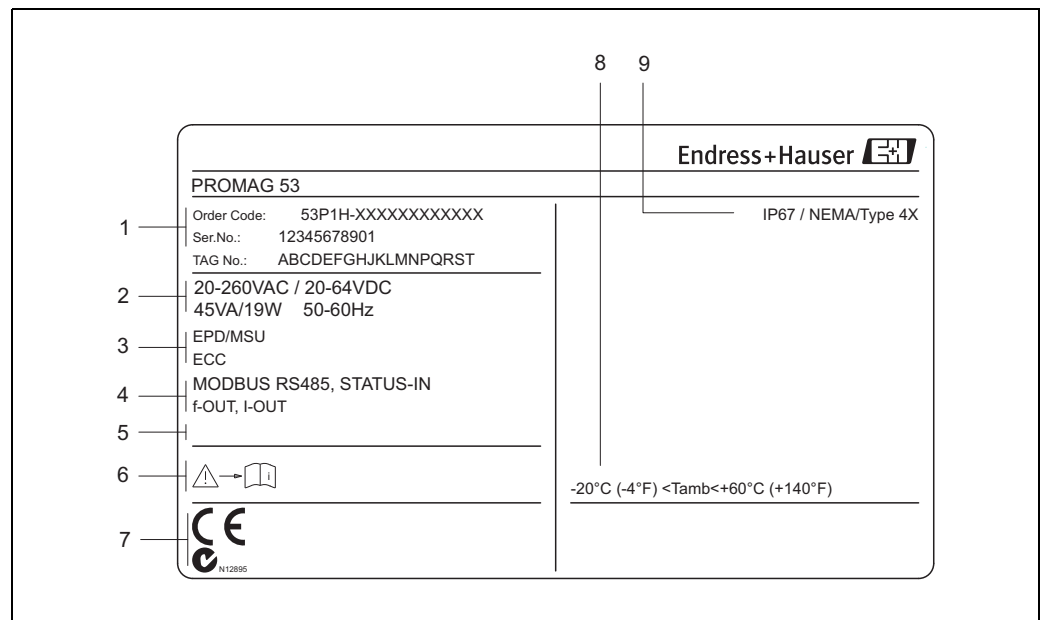 8 9
Endress+Hauser
PROMAG 53
1
Order Code: 53P1H-XXXXXXXXXXXX
Ser.No.: 12345678901
TAG No.: ABCDEFGHJKLMNPQRST
IP67 / NEMA/Type 4X
2
20-260VAC / 20-64VDC
45VA/19W 50-60Hz
3
EPD/MSU
ECC
4
MODBUS RS485, STATUS-IN
f-OUT, I-OUT
5
6
i
-20°C (-4°F) <Tamb<+60°C (+140°F)
7
CE
N12895